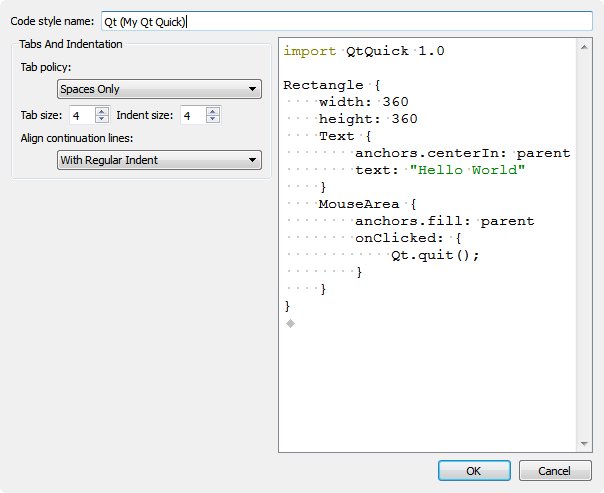 Code style name: Qt (My Qt Quick)
Tabs And Indentation
Tab policy:
Spaces Only
Tab size: 4 Indent size: 4
Align continuation lines:
With Regular Indent
import QtQuick 1.0
Rectangle {
    width: 360
    height: 360
    Text {
        anchors.centerIn: parent
        text: "Hello World"
    }
    MouseArea {
        anchors.fill: parent
        onClicked: {
            Qt.quit();
        }
    }
}
OK Cancel